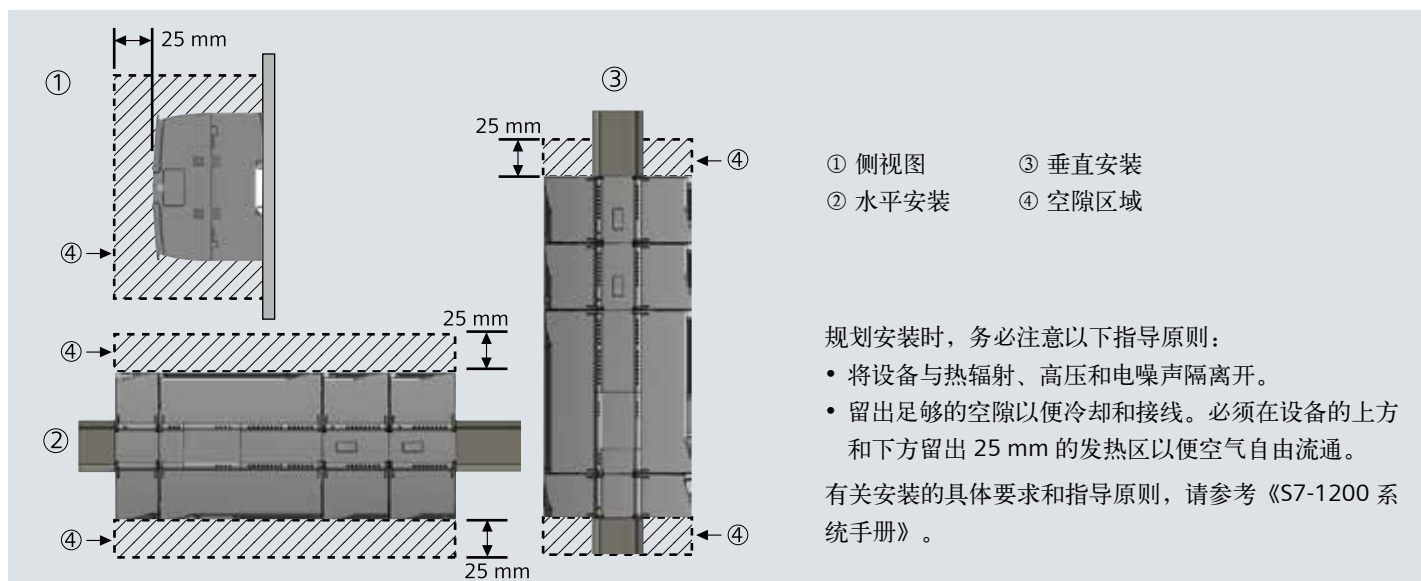 25 mm
①
③
25 mm
④
① 侧视图 ③ 垂直安装
② 水平安装 ④ 空隙区域
④
25 mm
④
规划安装时，务必注意以下指导原则：
• 将设备与热辐射、高压和电噪声隔离开。
• 留出足够的空隙以便冷却和接线。必须在设备的上方
和下方留出 25 mm 的发热区以便空气自由流通。
②
有关安装的具体要求和指导原则，请参考《S7-1200 系
统手册》。
④
④
25 mm